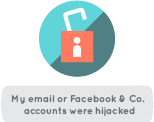 My email or Facebook & Co.
accounts were hijacked